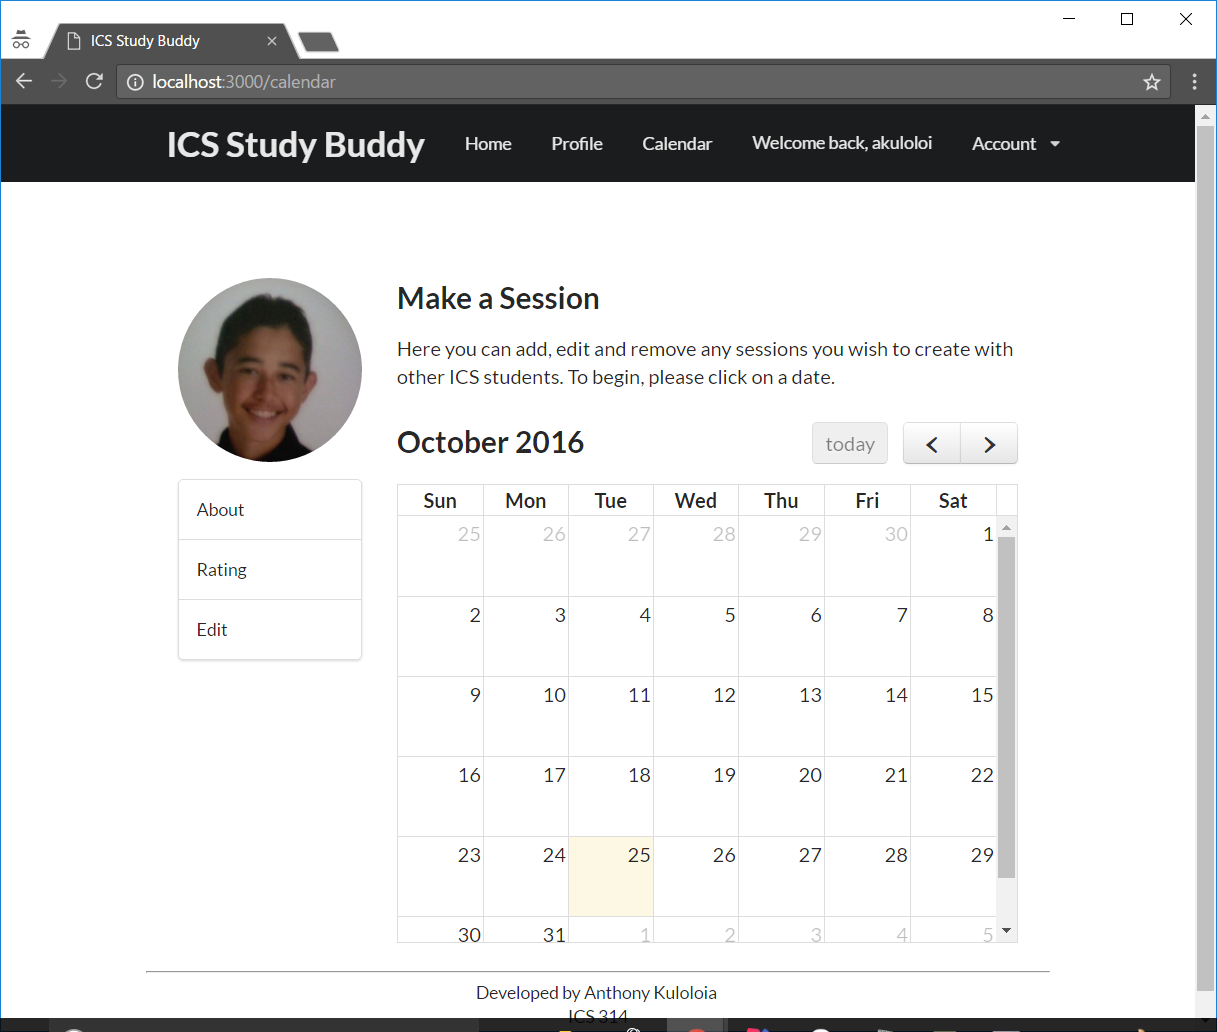 ICS Study Buddy
localhost:3000/calendar
ICS Study Buddy Home Profile Calendar Welcome back, akuloloi Account
Make a Session
Here you can add, edit and remove any sessions you wish to create with
other ICS students. To begin, please click on a date.
October 2016 today
About
Rating
Edit
Sun Mon Tue Wed Thu Fri Sat
25 26 27 28 29 30 1
2 3 4 5 6 7 8
9 10 11 12 13 14 15
16 17 18 19 20 21 22
23 24 25 26 27 28 29
30 31 1 2 3 4 5
Developed by Anthony Kuloloia
ICS 314